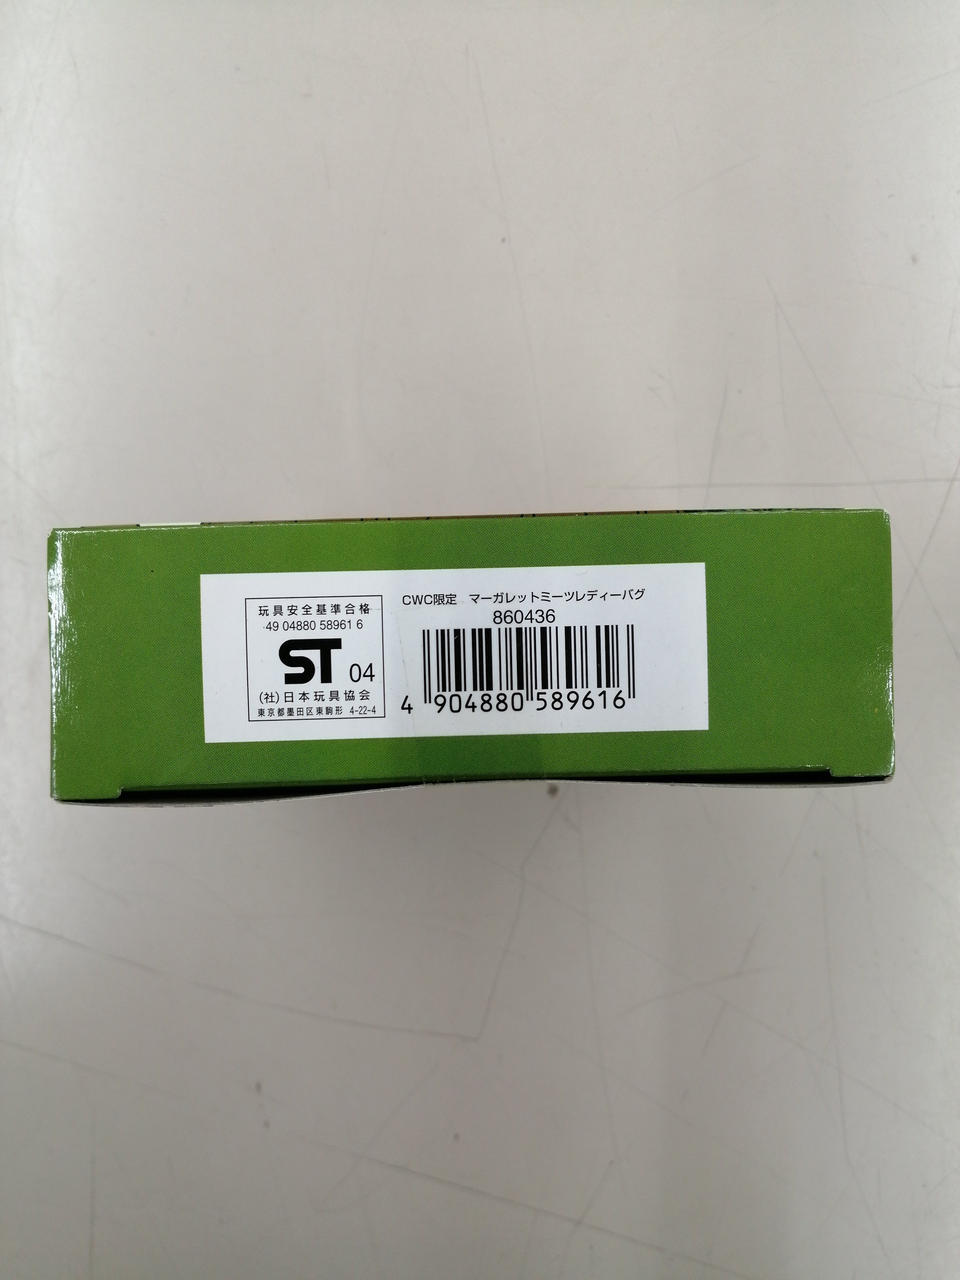 玩具安全基準合格
49 04880 58961 6
ST 04
(社)日本玩具協会
東京都墨田区東駒形 4-22-4
CWC限定 マーガレットミーツレディーバグ
860436
4 904880 589616